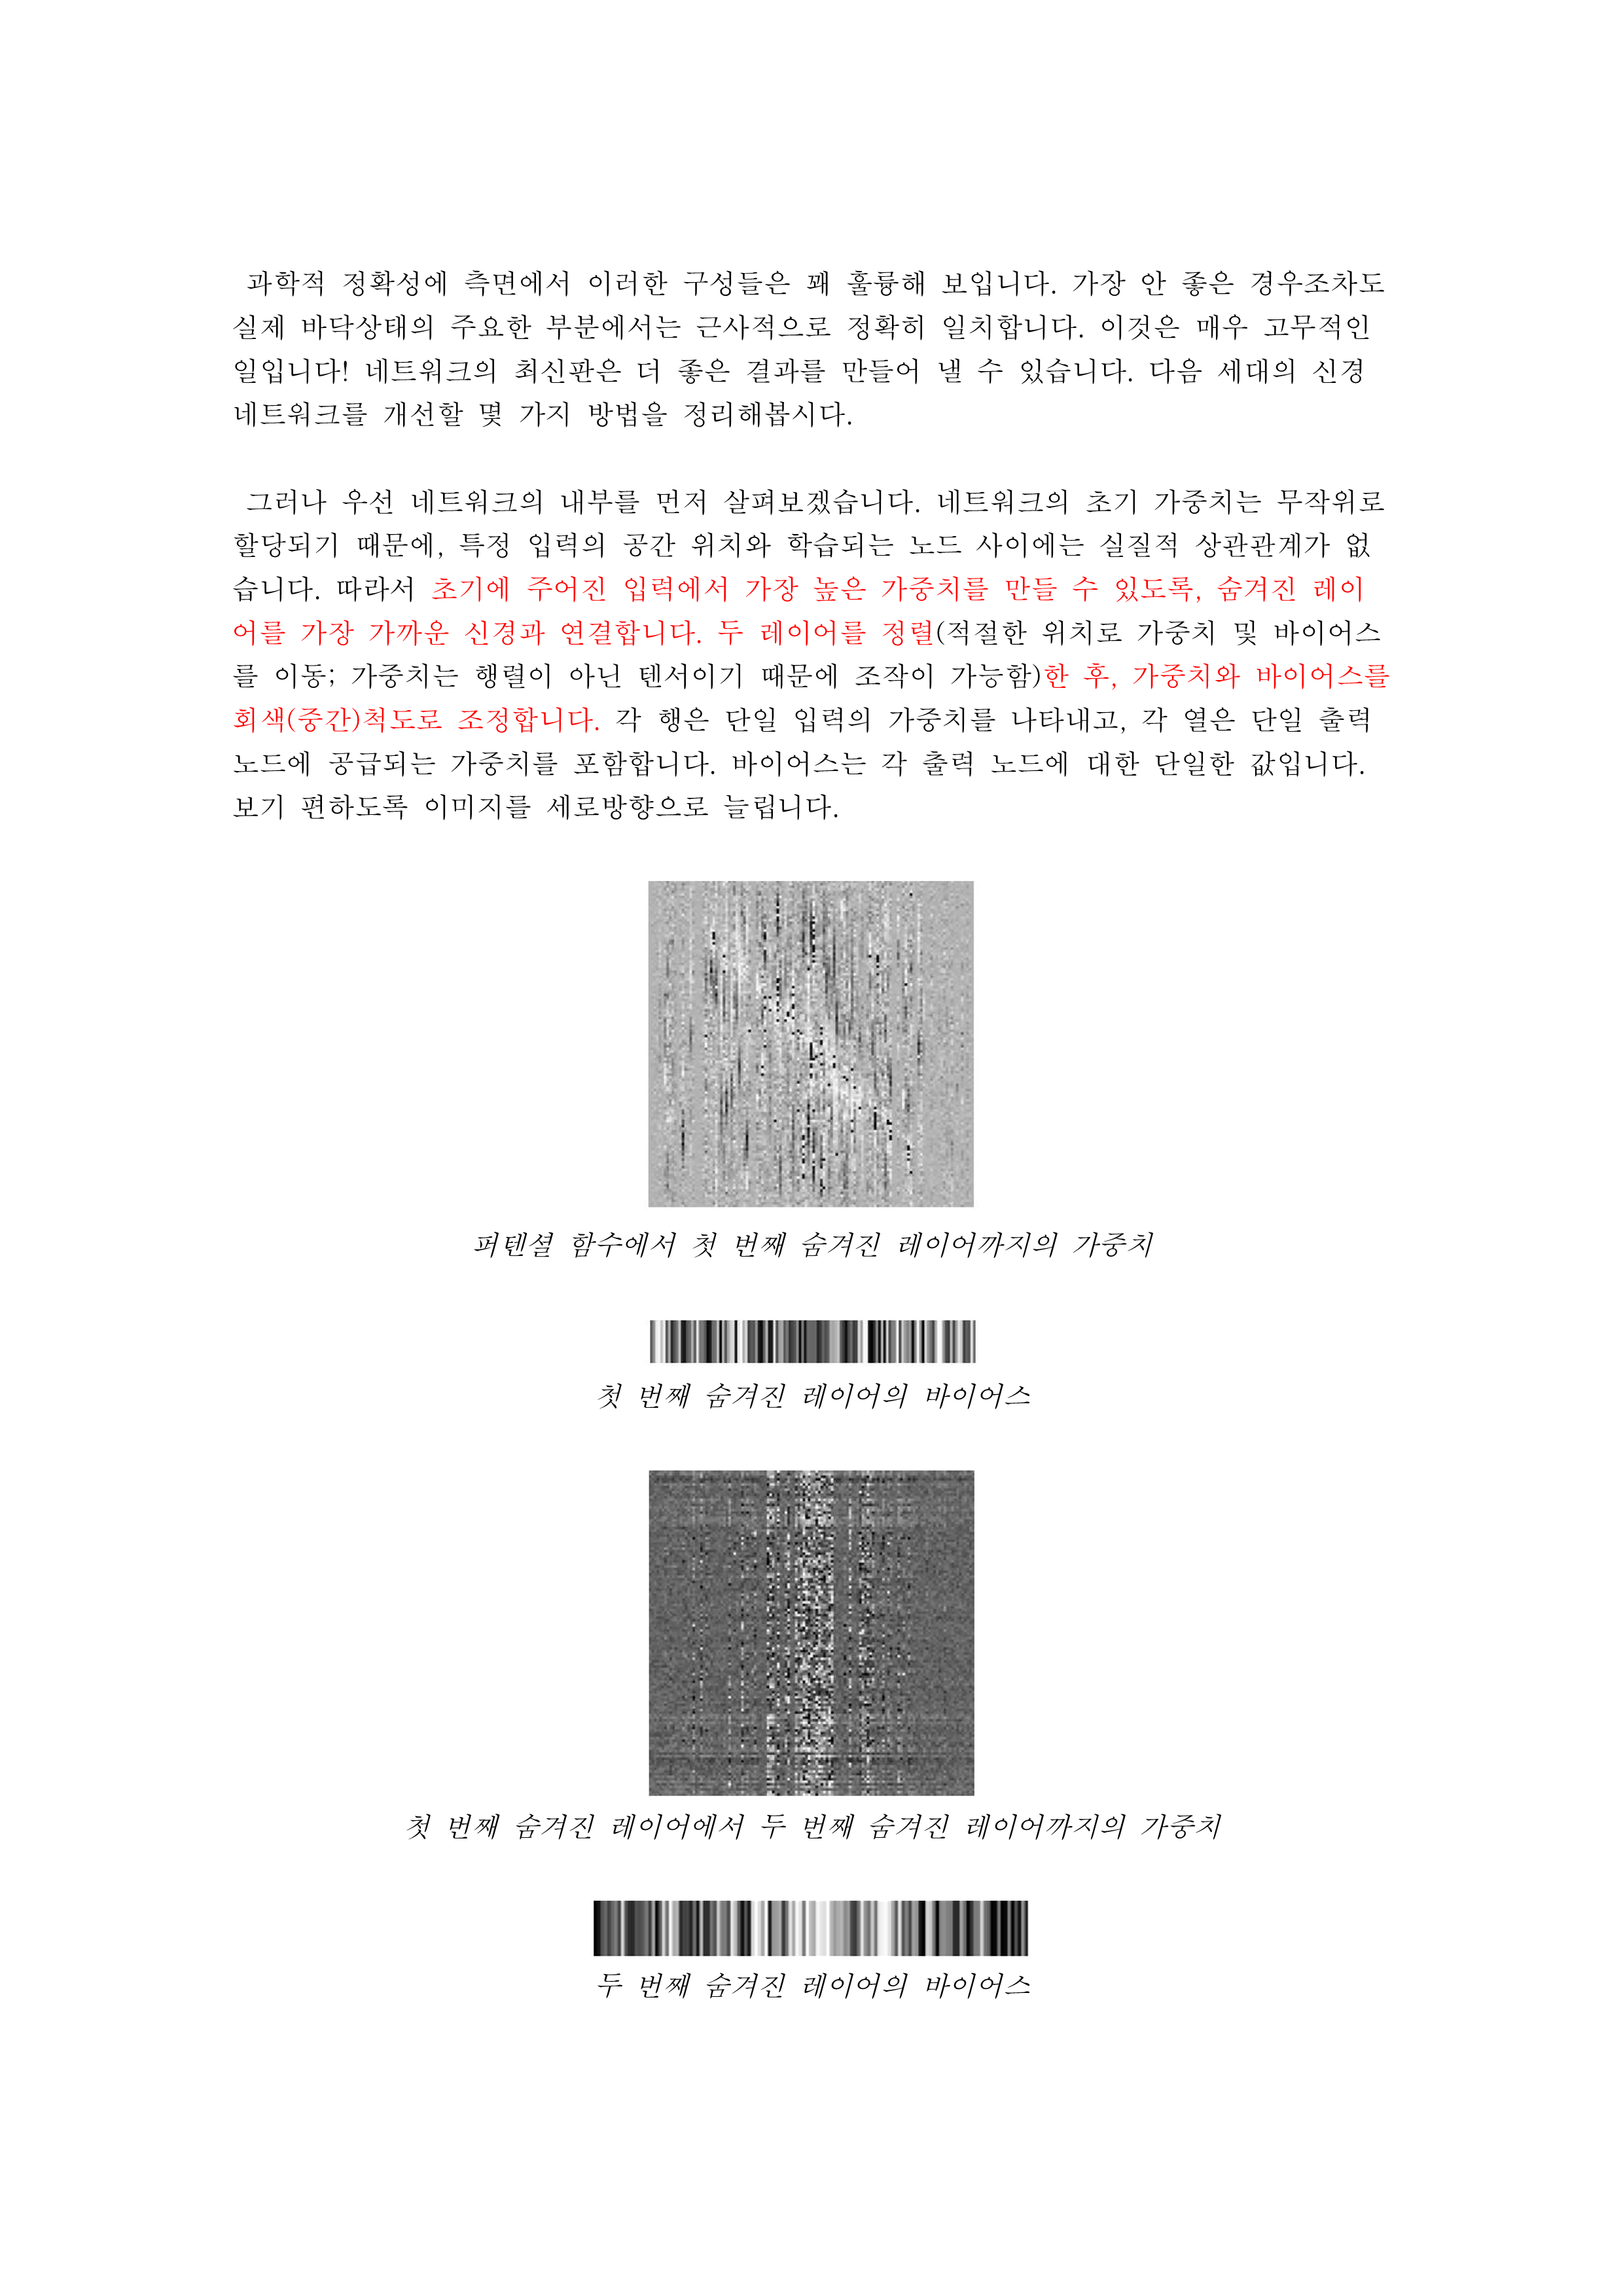 과학적 정확성에 측면에서 이러한 구성들은 꽤 훌륭해 보입니다. 가장 안 좋은 경우조차도
실제 바닥상태의 주요한 부분에서는 근사적으로 정확히 일치합니다. 이것은 매우 고무적인
일입니다! 네트워크의 최신판은 더 좋은 결과를 만들어 낼 수 있습니다. 다음 세대의 신경
네트워크를 개선할 몇 가지 방법을 정리해봅시다.
그러나 우선 네트워크의 내부를 먼저 살펴보겠습니다. 네트워크의 초기 가중치는 무작위로
할당되기 때문에, 특정 입력의 공간 위치와 학습되는 노드 사이에는 실질적 상관관계가 없
습니다. 따라서 초기에 주어진 입력에서 가장 높은 가중치를 만들 수 있도록, 숨겨진 레이
어를 가장 가까운 신경과 연결합니다. 두 레이어를 정렬(적절한 위치로 가중치 및 바이어스
를 이동; 가중치는 행렬이 아닌 텐서이기 때문에 조작이 가능함)한 후, 가중치와 바이어스를
회색(중간)척도로 조정합니다. 각 행은 단일 입력의 가중치를 나타내고, 각 열은 단일 출력
노드에 공급되는 가중치를 포함합니다. 바이어스는 각 출력 노드에 대한 단일한 값입니다.
보기 편하도록 이미지를 세로방향으로 늘립니다.
퍼텐셜 함수에서 첫 번째 숨겨진 레이어까지의 가중치
첫 번째 숨겨진 레이어의 바이어스
첫 번째 숨겨진 레이어에서 두 번째 숨겨진 레이어까지의 가중치
두 번째 숨겨진 레이어의 바이어스